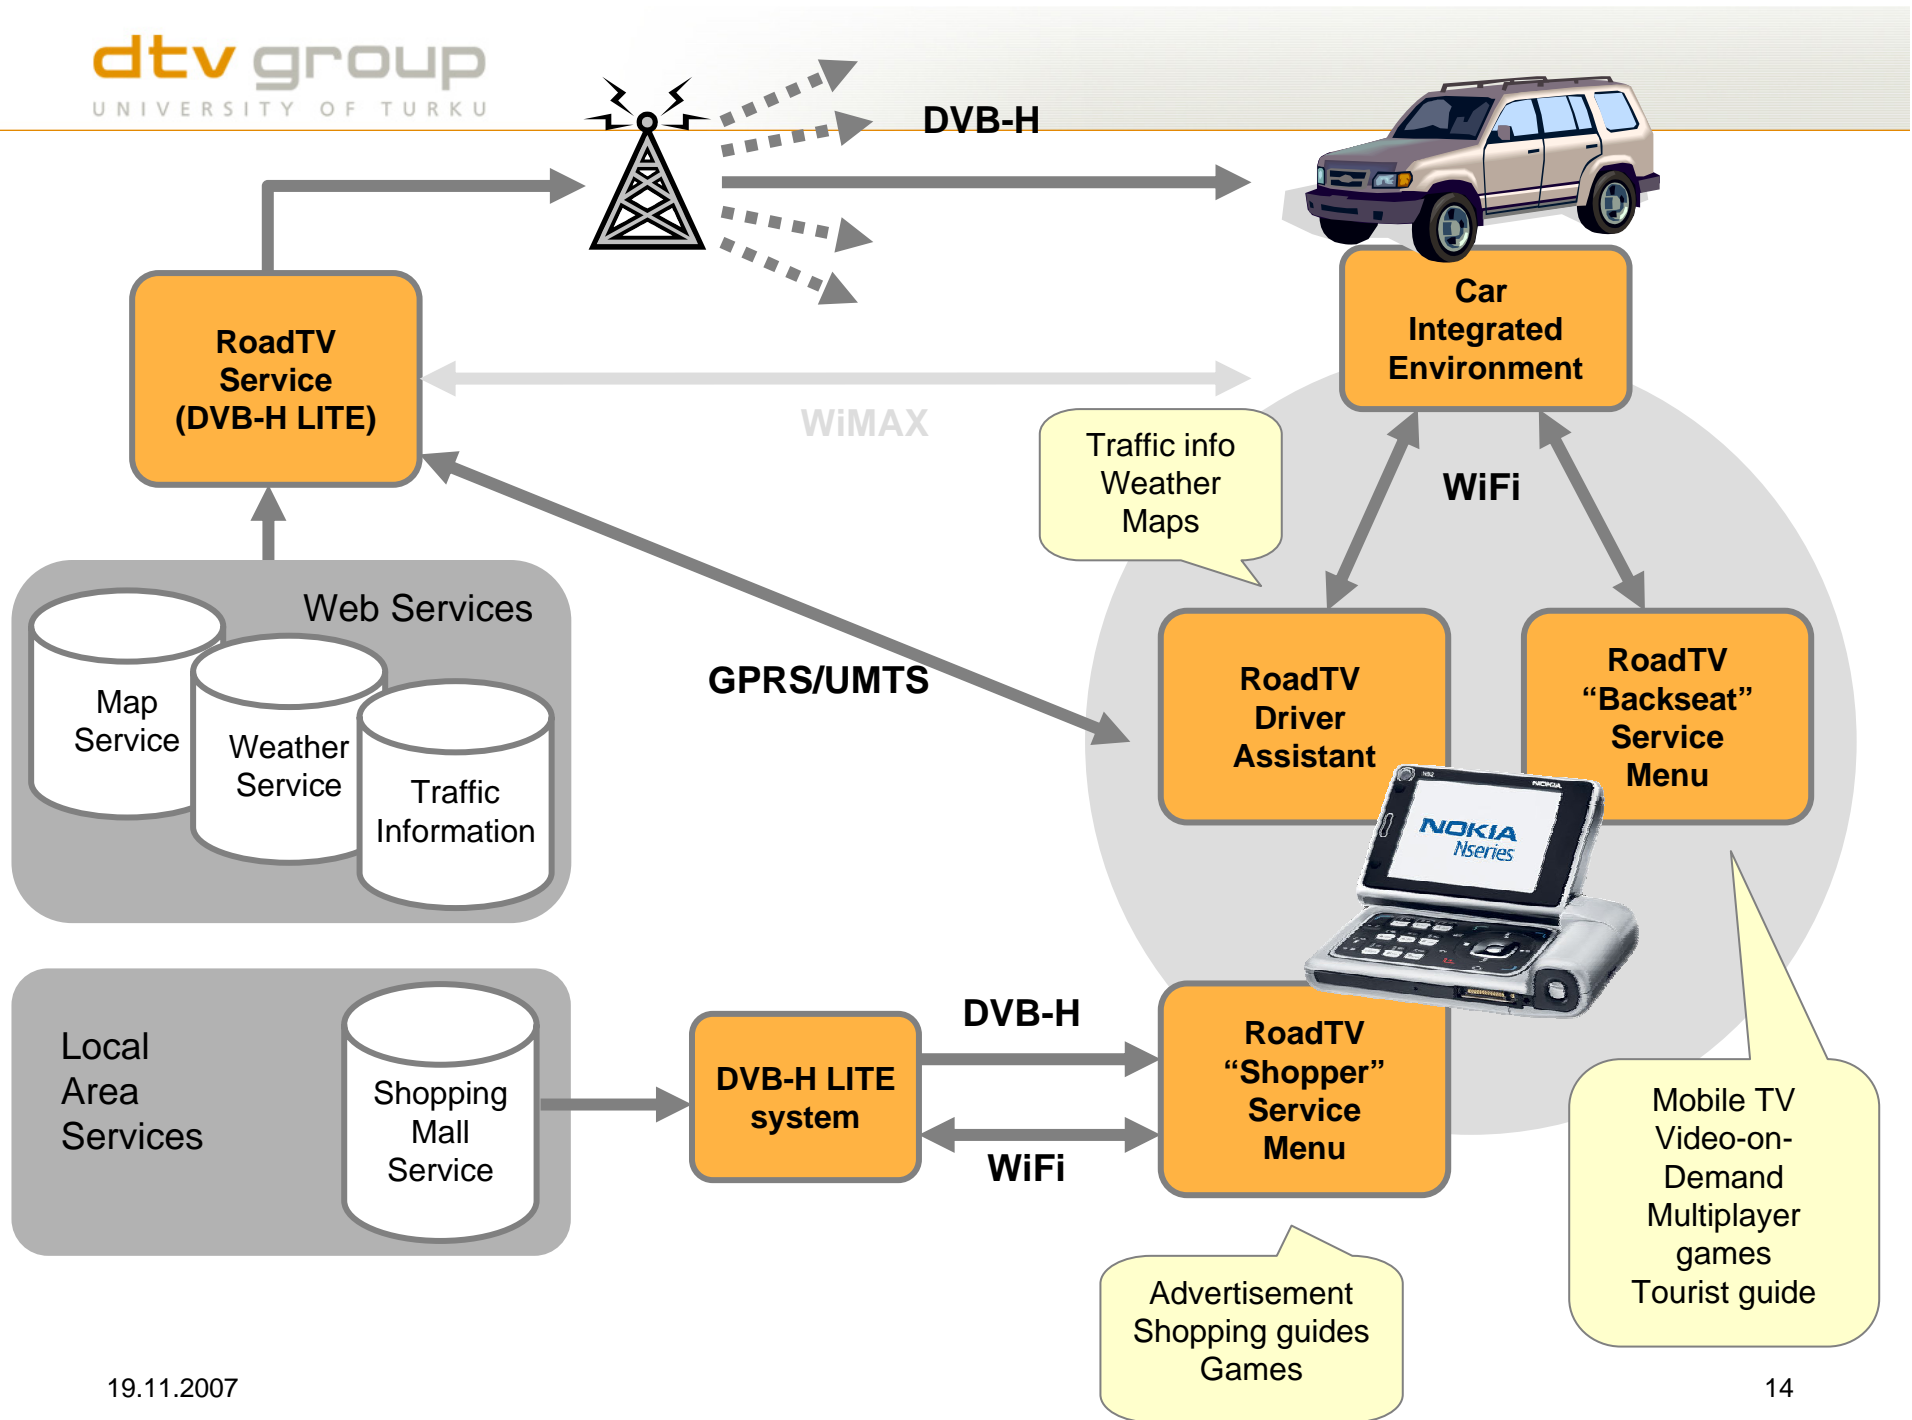 dtv group
UNIVERSITY OF TURKU
DVB-H
Car
Integrated
Environment
RoadTV
Service
(DVB-H LITE)
WiMAX
Traffic info
Weather
Maps
WiFi
Web Services
Map
Service
Weather
Service
Traffic
Information
GPRS/UMTS
RoadTV
Driver
Assistant
RoadTV
“Backseat”
Service
Menu
N92
NOKIA
NOKIA
Nseries
Local
Area
Services
Shopping
Mall
Service
DVB-H LITE
system
DVB-H
WiFi
RoadTV
“Shopper”
Service
Menu
Mobile TV
Video-on-
Demand
Multiplayer
games
Tourist guide
Advertisement
Shopping guides
Games
19.11.2007
14